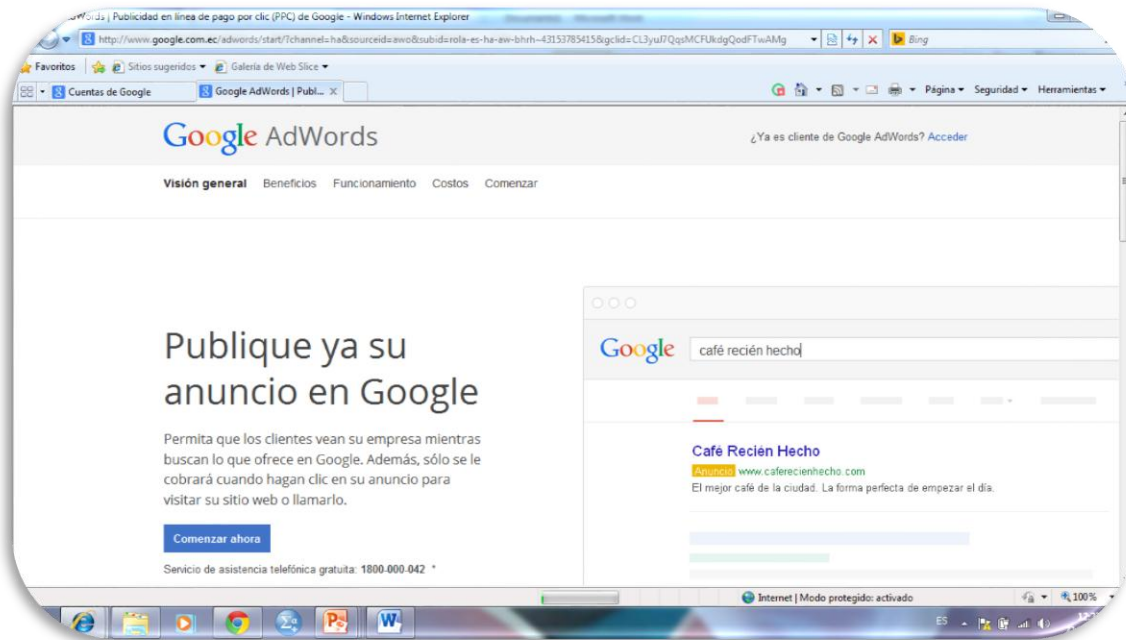 AdWords | Publicidad en línea de pago por clic (PPC) de Google - Windows Internet Explorer
http://www.google.com.ec/adwords/start/?channel=ha&sourceid=awo&subid=rola-es-ha-aw-bhrh~43153785415&gclid=CL3yuJ7QqsMCFUkdgQodFTwAMg
Bing
Favoritos Sitios sugeridos Galería de Web Slice
Cuentas de Google Google AdWords | Publ... X Página Seguridad Herramientas
Google AdWords ¿Ya es cliente de Google AdWords? Acceder
Visión general Beneficios Funcionamiento Costos Comenzar
Publique ya su
anuncio en Google
Permita que los clientes vean su empresa mientras
buscan lo que ofrece en Google. Además, sólo se le
cobrará cuando hagan clic en su anuncio para
visitar su sitio web o llamarlo.
Comenzar ahora
Servicio de asistencia telefónica gratuita: 1800-000-042 *
Google café recién hecho
Café Recién Hecho
Anuncio www.caferecienhecho.com
El mejor café de la ciudad. La forma perfecta de empezar el día.
Internet | Modo protegido: activado 100%
ES